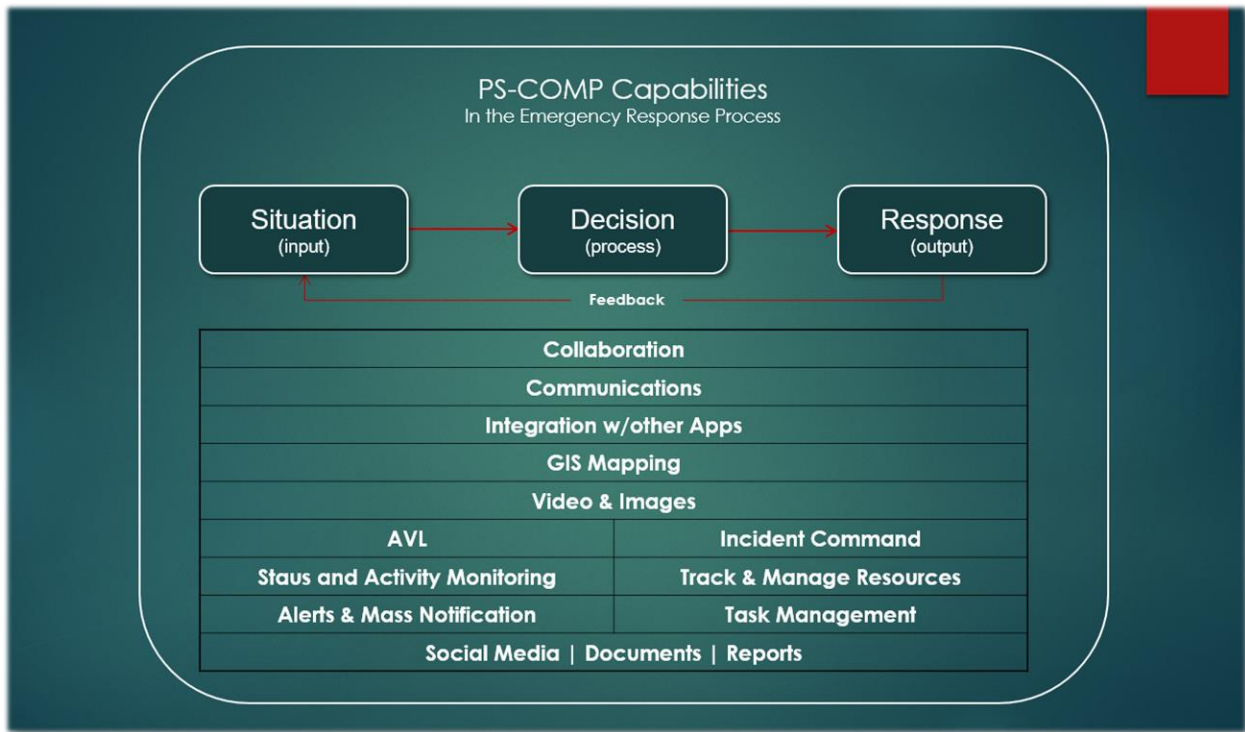 PS-COMP Capabilities
In the Emergency Response Process
Situation
(input)
Decision
(process)
Response
(output)
Feedback
Collaboration
Communications
Integration w/other Apps
GIS Mapping
Video & Images
AVL
Incident Command
Staus and Activity Monitoring
Track & Manage Resources
Alerts & Mass Notification
Task Management
Social Media | Documents | Reports